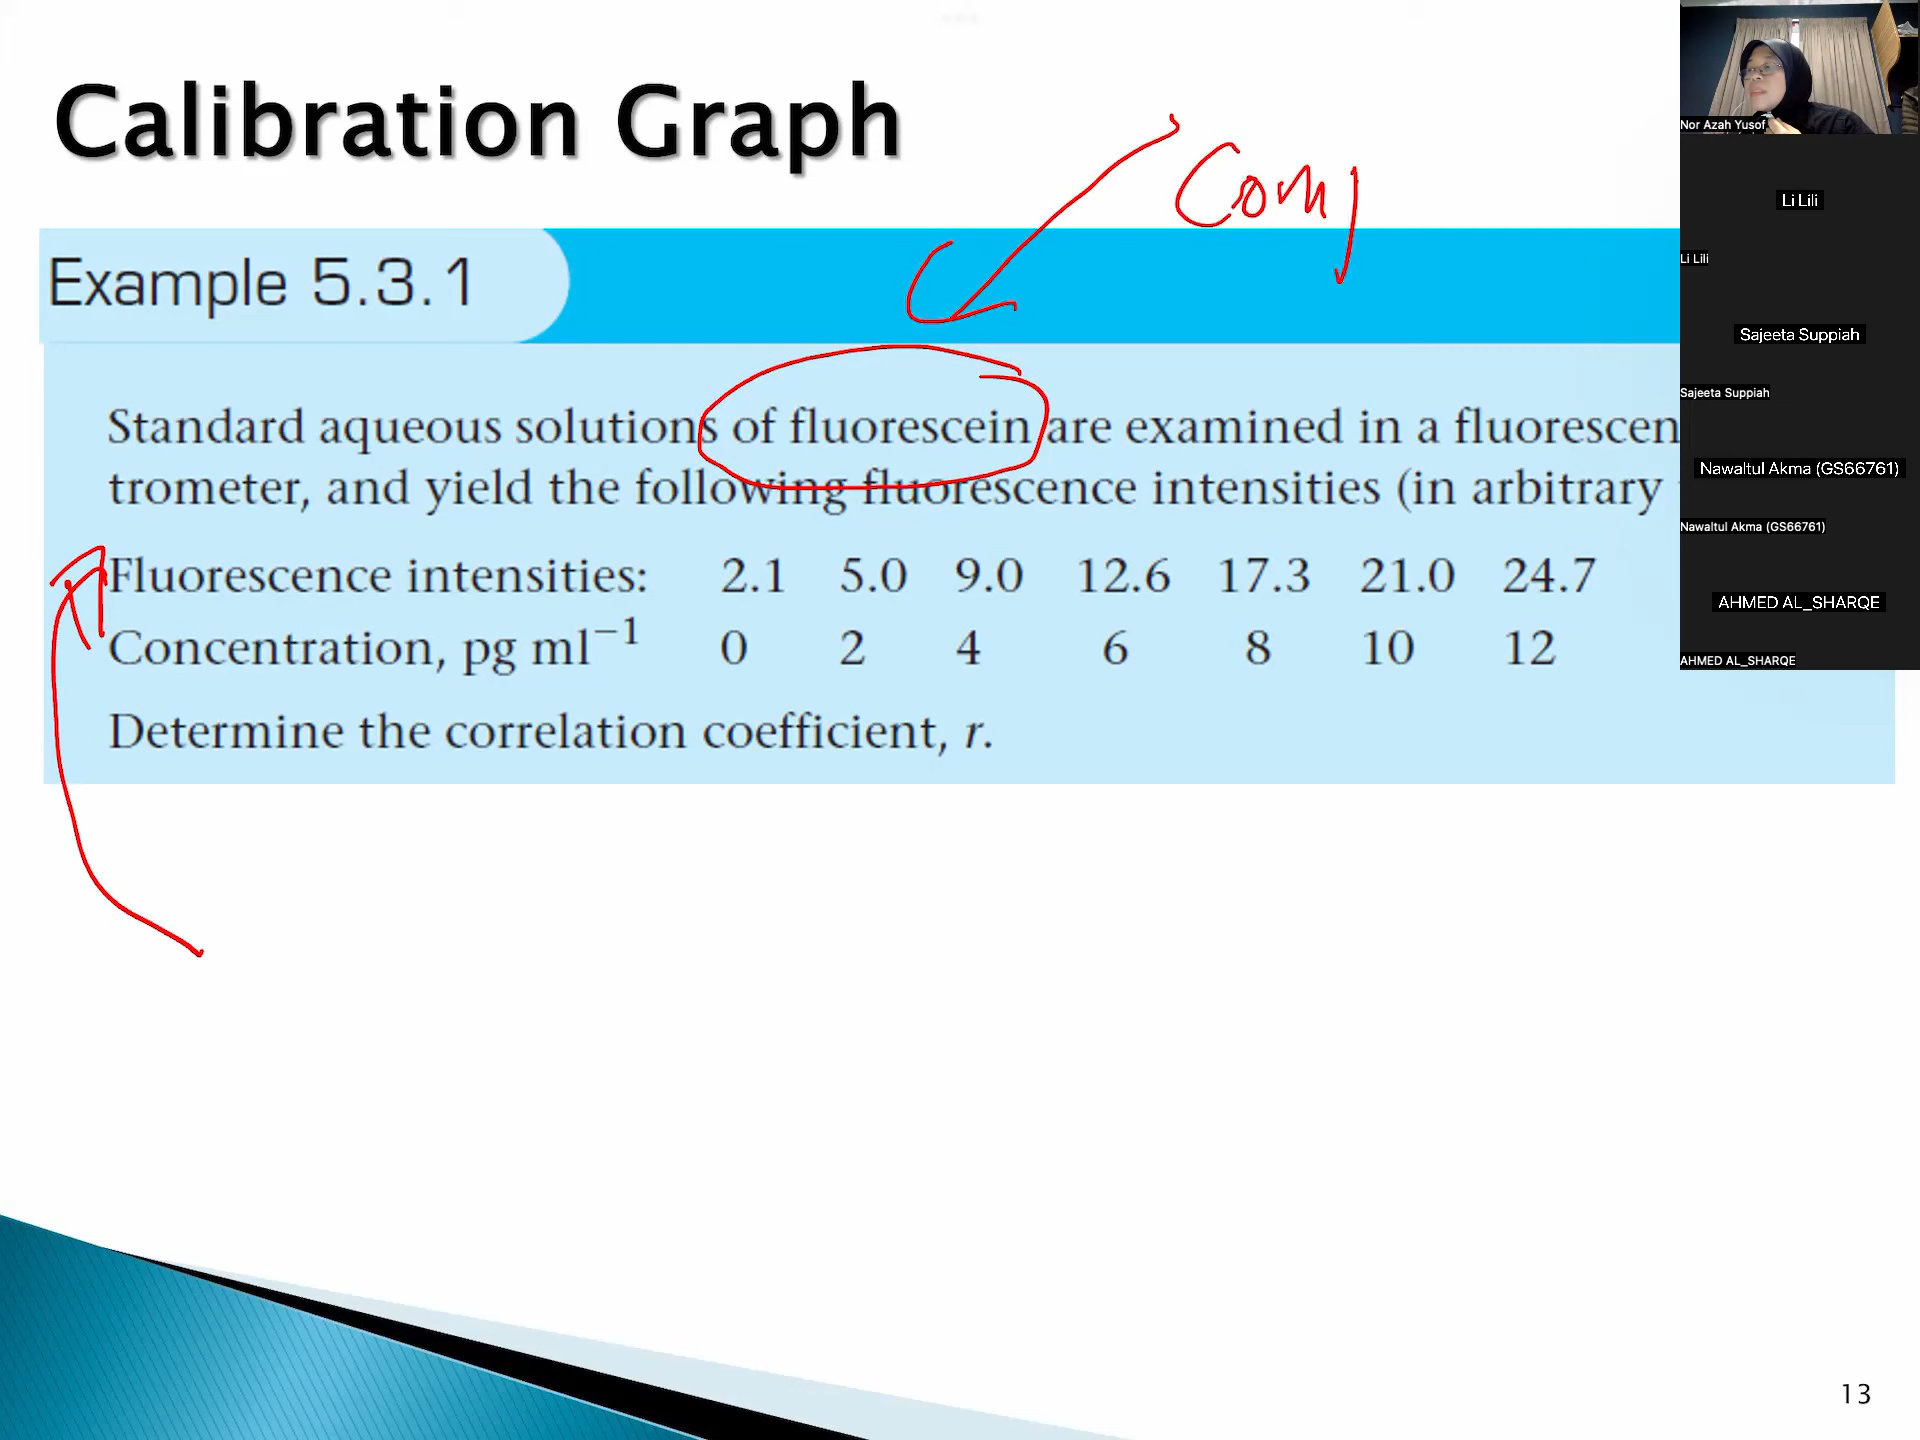 Calibration Graph
Com
Example 5.3.1
Standard aqueous solutions of fluorescein are examined in a fluorescen
trometer, and yield the following fluorescence intensities (in arbitrary
Fluorescence intensities: 2.1 5.0 9.0 12.6 17.3 21.0 24.7
Concentration, pg ml⁻¹ 0 2 4 6 8 10 12
Determine the correlation coefficient, r.
13
Nor Azah Yusof
Li Lili
Li Lili
Sajeeta Suppiah
Sajeeta Suppiah
Nawaltul Akma (GS66761)
Nawaltul Akma (GS66761)
AHMED AL_SHARQE
AHMED AL_SHARQE